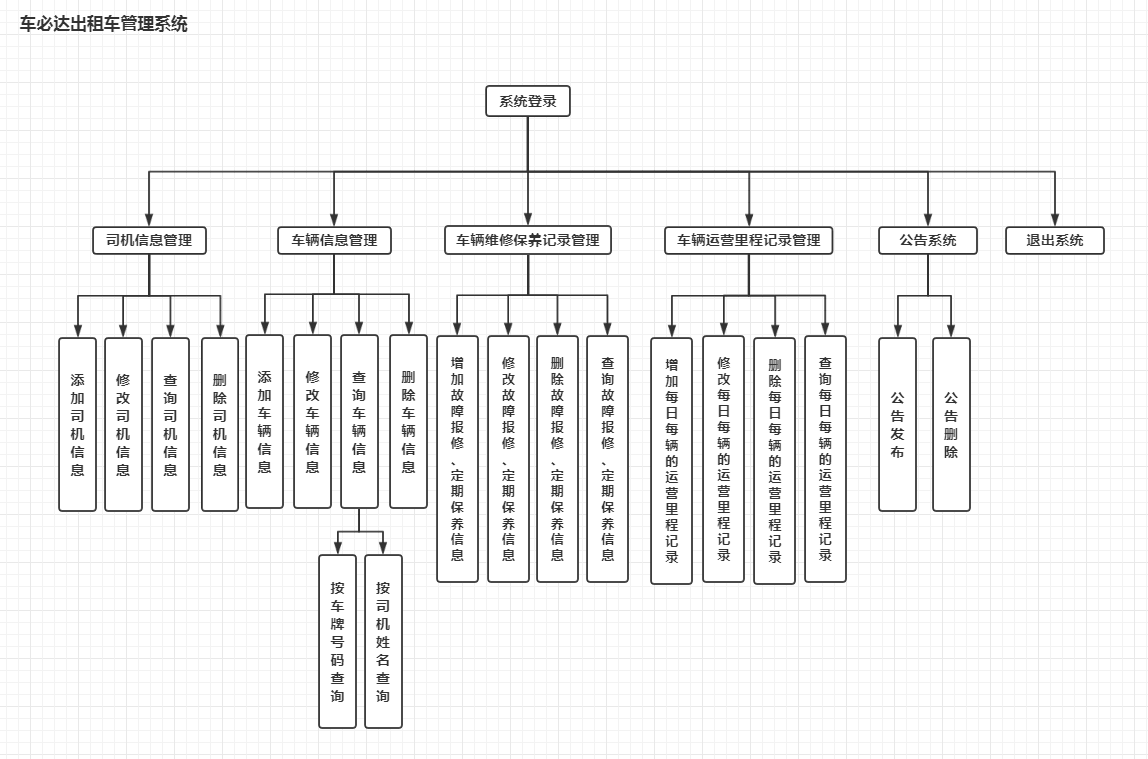 车必达出租车管理系统
系统登录
司机信息管理
车辆信息管理
车辆维修保养记录管理
车辆运营里程记录管理
公告系统
退出系统
添加司机信息
修改司机信息
查询司机信息
删除司机信息
添加车辆信息
修改车辆信息
查询车辆信息
删除车辆信息
增加故障报修、定期保养信息
修改故障报修、定期保养信息
删除故障报修、定期保养信息
查询故障报修、定期保养信息
增加每日每辆的运营里程记录
修改每日每辆的运营里程记录
删除每日每辆的运营里程记录
查询每日每辆的运营里程记录
公告发布
公告删除
按车牌号码查询
按司机姓名查询